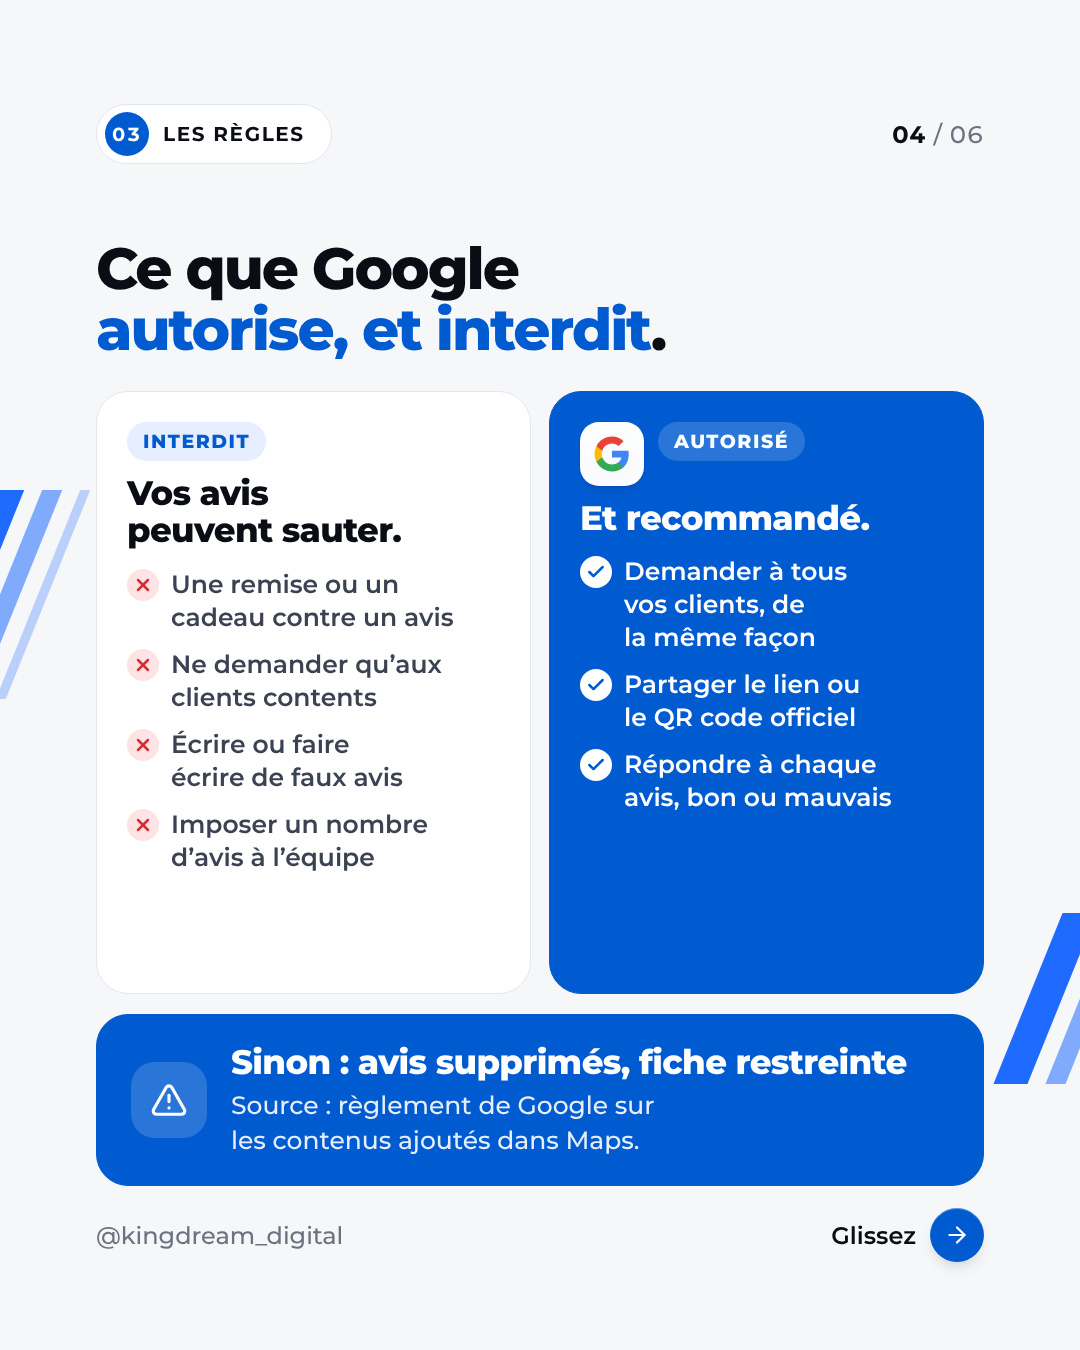 03 LES RÈGLES
04 / 06
Ce que Google
autorise, et interdit.
INTERDIT
Vos avis
peuvent sauter.
Une remise ou un
cadeau contre un avis
Ne demander qu’aux
clients contents
Écrire ou faire
écrire de faux avis
Imposer un nombre
d’avis à l’équipe
AUTORISÉ
Et recommandé.
Demander à tous
vos clients, de
la même façon
Partager le lien ou
le QR code officiel
Répondre à chaque
avis, bon ou mauvais
Sinon : avis supprimés, fiche restreinte
Source : règlement de Google sur
les contenus ajoutés dans Maps.
@kingdream_digital
Glissez